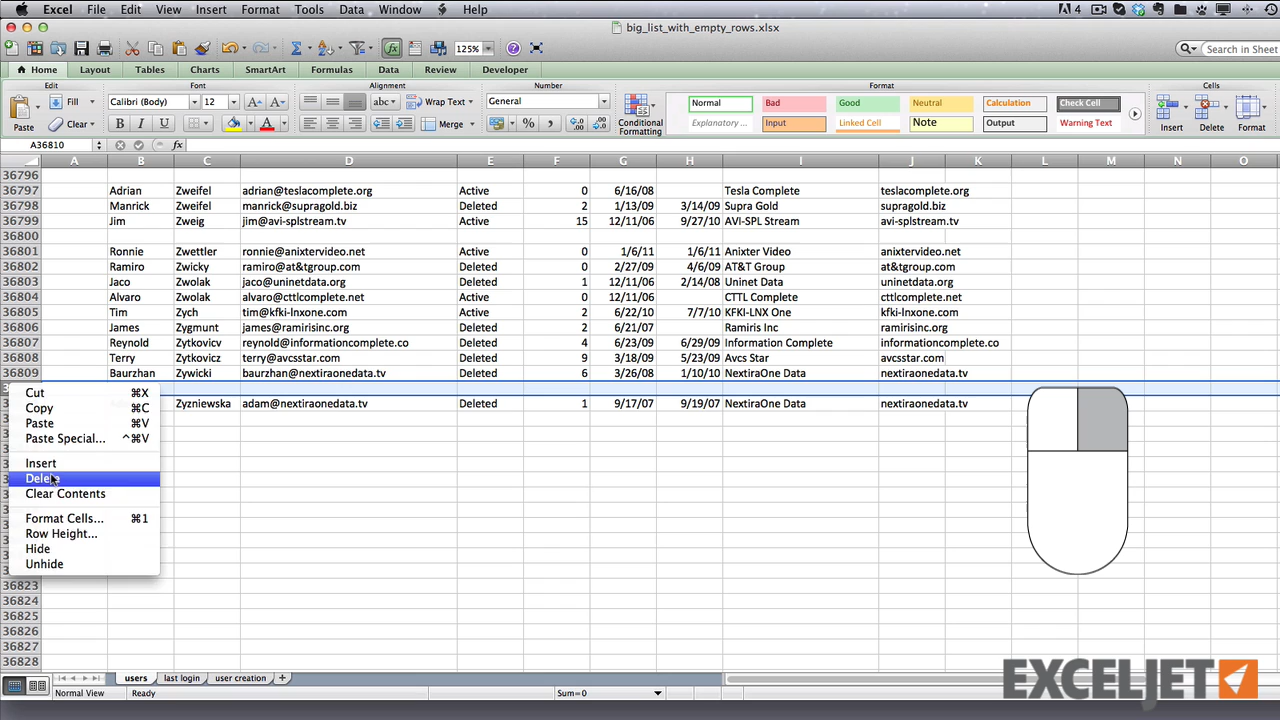 Excel File Edit View Insert Format Tools Data Window Help 4
big_list_with_empty_rows.xlsx
125% Search in Sheet
Home Layout Tables Charts SmartArt Formulas Data Review Developer
Edit Font Alignment Number Format Cells
Paste Fill Clear Calibri (Body) 12 abc Wrap Text General Conditional Formatting Normal Bad Good Neutral Calculation Check Cell Insert Delete Format
B I U A Merge % Explanatory ... Input Linked Cell Note Output Warning Text
A36810 fx
A B C D E F G H I J K L M N O
36796
36797 Adrian Zweifel adrian@teslacomplete.org Active 0 6/16/08 Tesla Complete teslacomplete.org
36798 Manrick Zweifel manrick@supragold.biz Deleted 2 1/13/09 3/14/09 Supra Gold supragold.biz
36799 Jim Zweig jim@avi-splstream.tv Active 15 12/11/06 9/27/10 AVI-SPL Stream avi-splstream.tv
36800
36801 Ronnie Zwettler ronnie@anixtervideo.net Active 0 1/6/11 1/6/11 Anixter Video anixtervideo.net
36802 Ramiro Zwicky ramiro@at&tgroup.com Deleted 0 2/27/09 4/6/09 AT&T Group at&tgroup.com
36803 Jaco Zwolak jaco@uninetdata.org Deleted 1 12/11/06 2/14/08 Uninet Data uninetdata.org
36804 Alvaro Zwolak alvaro@cttlcomplete.net Active 0 12/11/06 CTTL Complete cttlcomplete.net
36805 Tim Zych tim@kfki-lnxone.com Active 2 6/22/10 7/7/10 KFKI-LNX One kfki-lnxone.com
36806 James Zygmunt james@ramirisinc.org Deleted 2 6/21/07 Ramiris Inc ramirisinc.org
36807 Reynold Zytkovicv reynold@informationcomplete.co Deleted 4 6/23/09 6/29/09 Information Complete informationcomplete.co
36808 Terry Zytkovicz terry@avcsstar.com Deleted 9 3/18/09 5/23/09 Avcs Star avcsstar.com
36809 Baurzhan Zywicki baurzhan@nextiraonedata.tv Deleted 6 3/26/08 1/10/10 NextiraOne Data nextiraonedata.tv
Zyzniewska adam@nextiraonedata.tv Deleted 1 9/17/07 9/19/07 NextiraOne Data nextiraonedata.tv
Cut ⌘X
Copy ⌘C
Paste ⌘V
Paste Special... ^⌘V
Insert
Delete
Clear Contents
Format Cells... ⌘1
Row Height...
Hide
Unhide
36823
36824
36825
36826
36827
36828
users last login user creation
Normal View Ready Sum=0
EXCELJET